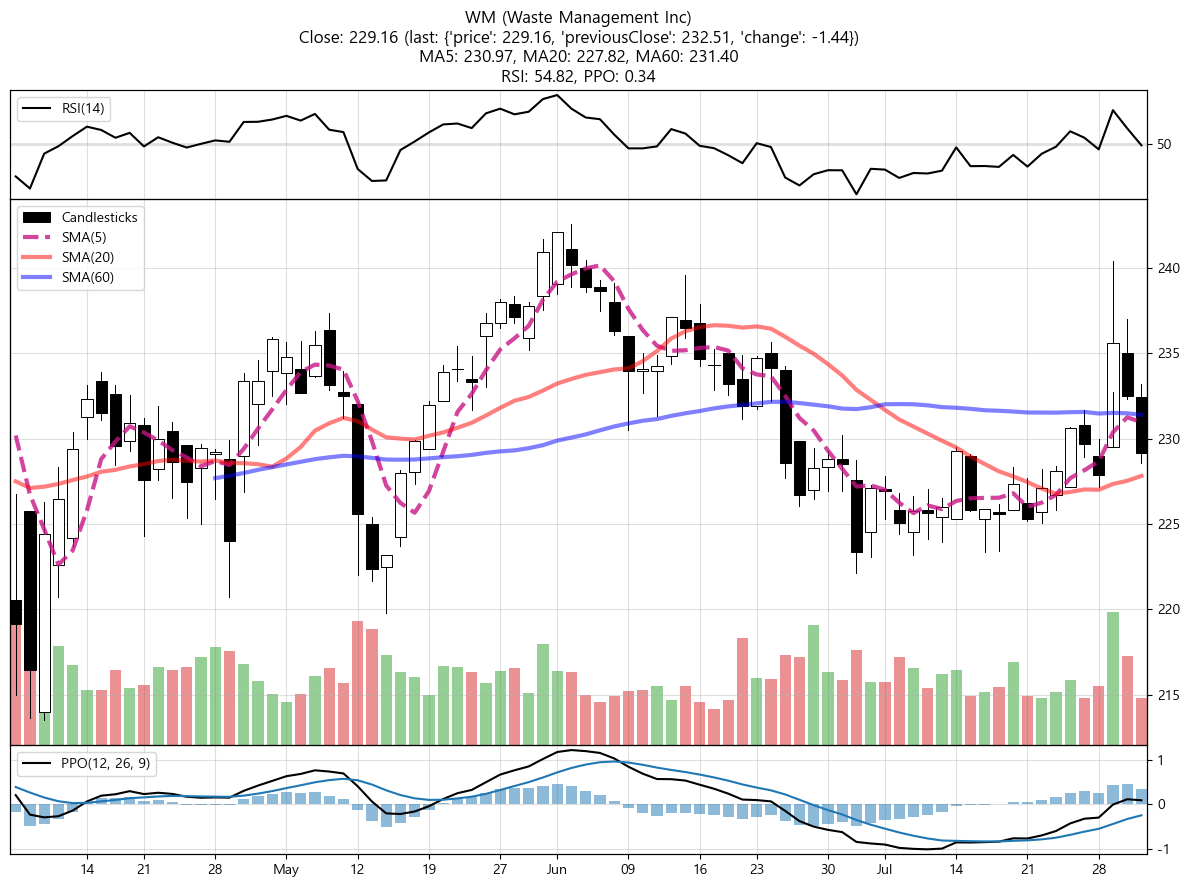 WM (Waste Management Inc)
Close: 229.16 (last: {'price': 229.16, 'previousClose': 232.51, 'change': -1.44})
MA5: 230.97, MA20: 227.82, MA60: 231.40
RSI: 54.82, PPO: 0.34
RSI(14)
50
Candlesticks
SMA(5)
SMA(20)
SMA(60)
240
235
230
225
220
215
PPO(12, 26, 9)
1
0
-1
14 21 28 May 12 19 27 Jun 09 16 23 30 Jul 14 21 28